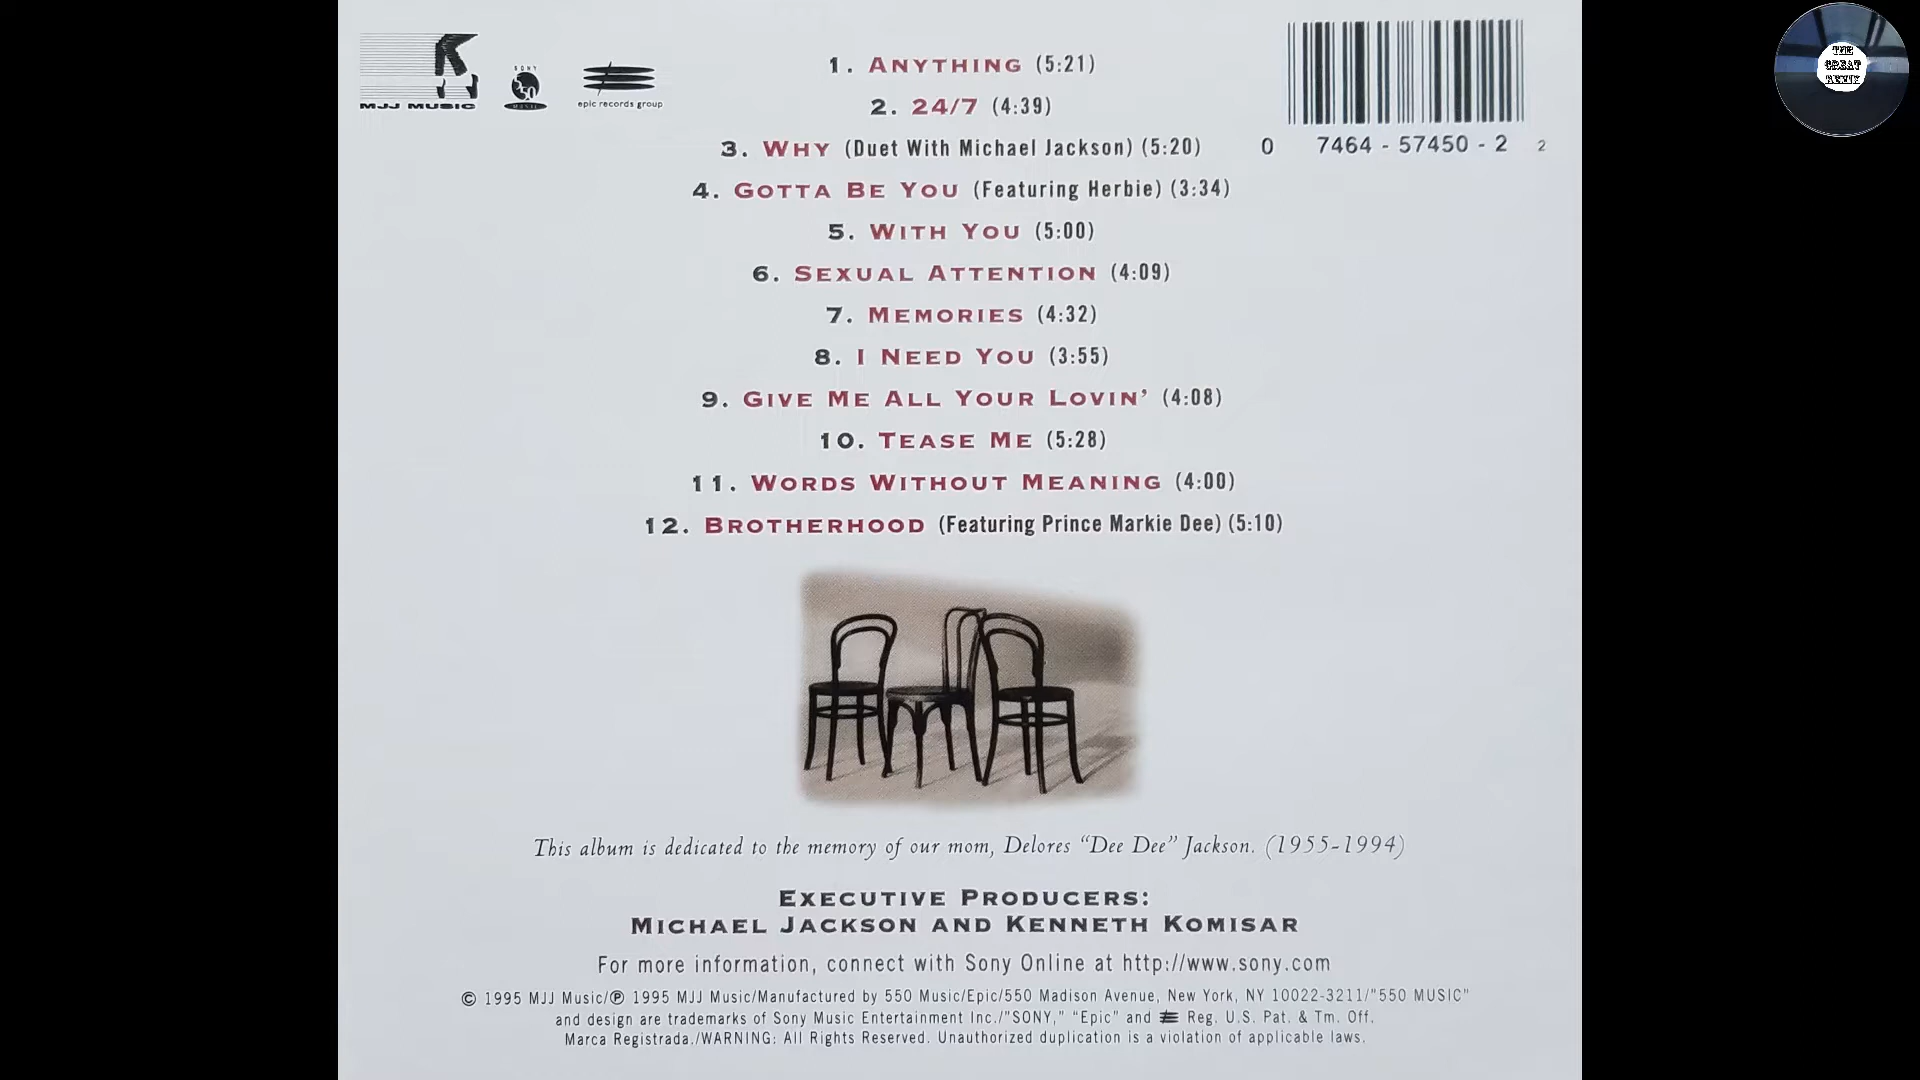 MJJ MUSIC
SONY
550
MUSIC
epic records group
1. ANYTHING (5:21)
2. 24/7 (4:39)
3. WHY (Duet With Michael Jackson) (5:20)
4. GOTTA BE YOU (Featuring Herbie) (3:34)
5. WITH YOU (5:00)
6. SEXUAL ATTENTION (4:09)
7. MEMORIES (4:32)
8. I NEED YOU (3:55)
9. GIVE ME ALL YOUR LOVIN’ (4:08)
10. TEASE ME (5:28)
11. WORDS WITHOUT MEANING (4:00)
12. BROTHERHOOD (Featuring Prince Markie Dee) (5:10)
0 7464 - 57450 - 2 2
THE
GREAT
REMIX
This album is dedicated to the memory of our mom, Delores “Dee Dee” Jackson. (1955-1994)
EXECUTIVE PRODUCERS:
MICHAEL JACKSON AND KENNETH KOMISAR
For more information, connect with Sony Online at http://www.sony.com
© 1995 MJJ Music/℗ 1995 MJJ Music/Manufactured by 550 Music/Epic/550 Madison Avenue, New York, NY 10022-3211/"550 MUSIC"
and design are trademarks of Sony Music Entertainment Inc./"SONY," "Epic" and Reg. U.S. Pat. & Tm. Off.
Marca Registrada./WARNING: All Rights Reserved. Unauthorized duplication is a violation of applicable laws.